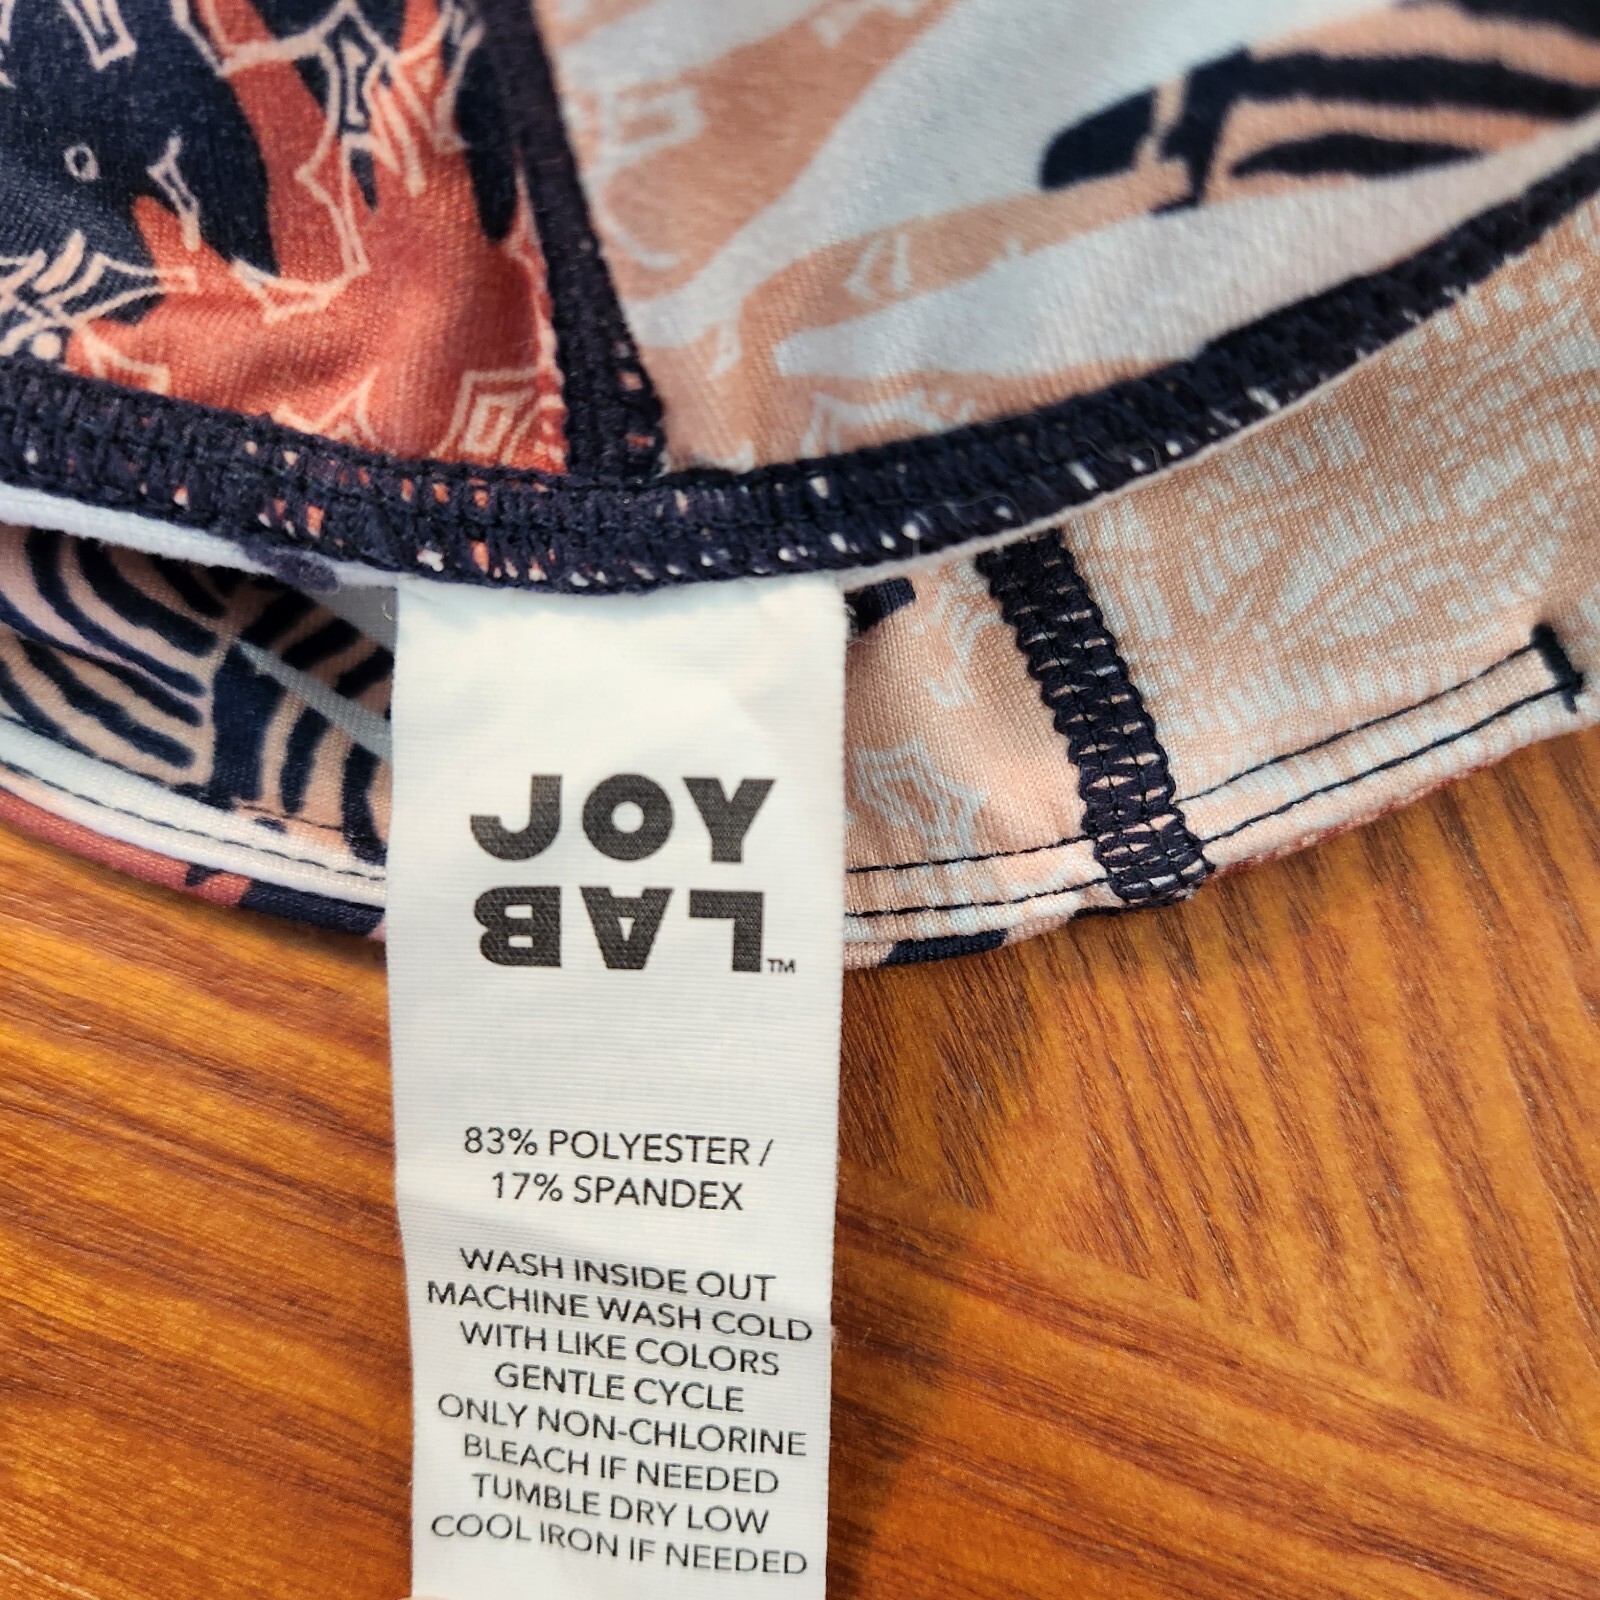 JOY
LAB™
83% POLYESTER /
17% SPANDEX
WASH INSIDE OUT
MACHINE WASH COLD
WITH LIKE COLORS
GENTLE CYCLE
ONLY NON-CHLORINE
BLEACH IF NEEDED
TUMBLE DRY LOW
COOL IRON IF NEEDED